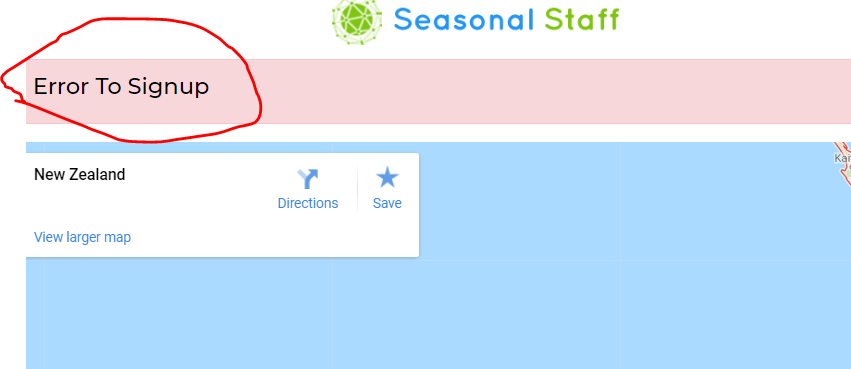 Seasonal Staff
Error To Signup
New Zealand
Directions
Save
View larger map